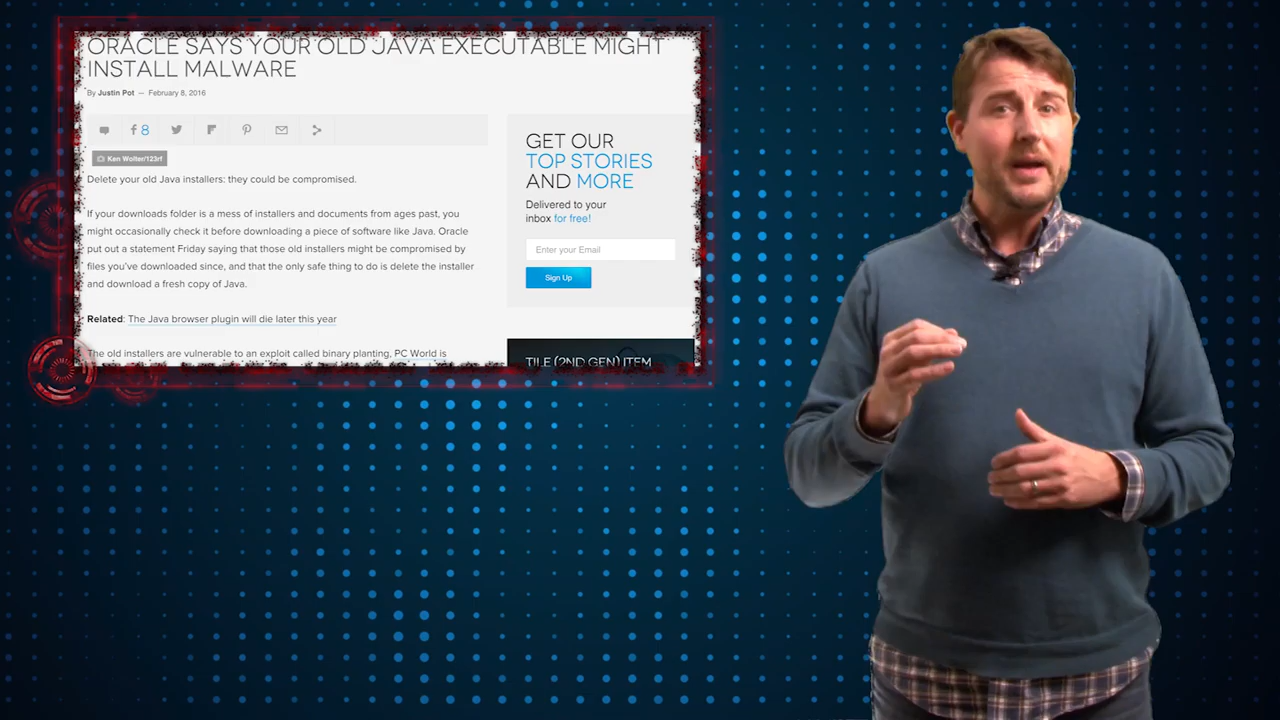 ORACLE SAYS YOUR OLD JAVA EXECUTABLE MIGHT
INSTALL MALWARE
By Justin Pot — February 8, 2016
8
Ken Wolter/123rf
Delete your old Java installers: they could be compromised.
If your downloads folder is a mess of installers and documents from ages past, you
might occasionally check it before downloading a piece of software like Java. Oracle
put out a statement Friday saying that those old installers might be compromised by
files you've downloaded since, and that the only safe thing to do is delete the installer
and download a fresh copy of Java.
Related: The Java browser plugin will die later this year
The old installers are vulnerable to an exploit called binary planting, PC World is
GET OUR
TOP STORIES
AND MORE
Delivered to your
inbox for free!
Enter your Email
Sign Up
TILE (2ND GEN) ITEM